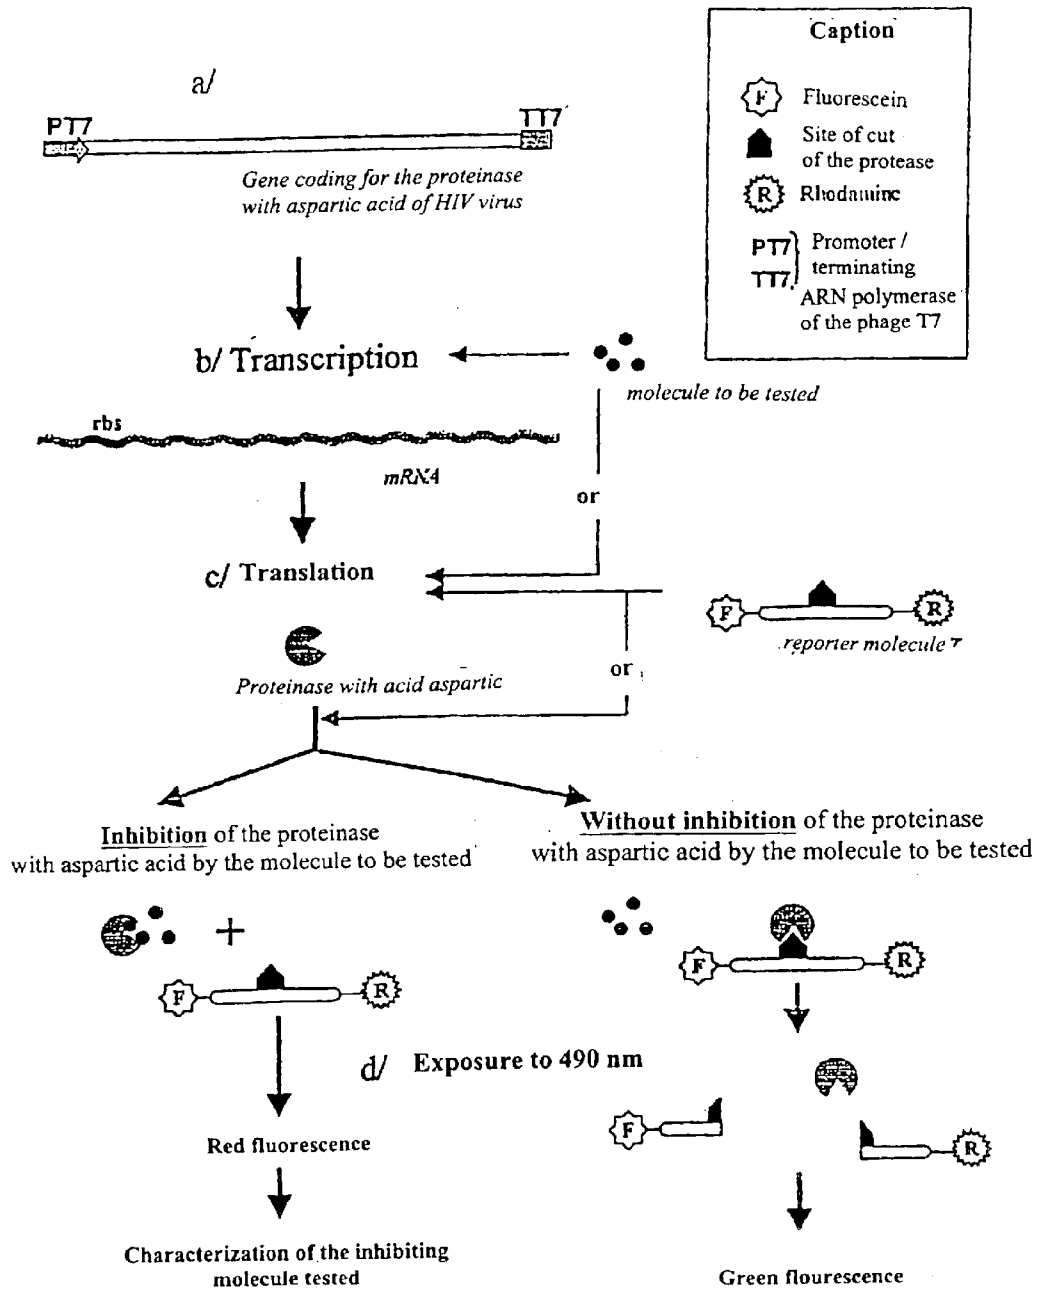 a/
PT7
TT7
Gene coding for the proteinase
with aspartic acid of HIV virus
Caption
F Fluorescein
Site of cut
of the protease
R Rhodamine
PT7
TT7
Promoter /
terminating
ARN polymerase
of the phage T7
b/ Transcription
molecule to be tested
rbs
mRNA
or
c/ Translation
F
R
reporter molecule
Proteinase with acid aspartic
or
Inhibition of the proteinase
with aspartic acid by the molecule to be tested
Without inhibition of the proteinase
with aspartic acid by the molecule to be tested
+
F
R
F
R
d/ Exposure to 490 nm
F
R
Red fluorescence
Characterization of the inhibiting
molecule tested
Green flourescence